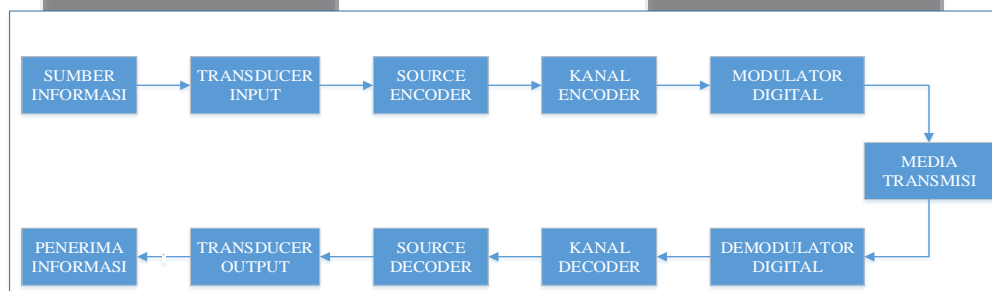 SUMBER
INFORMASI
TRANSDUCER
INPUT
SOURCE
ENCODER
KANAL
ENCODER
MODULATOR
DIGITAL
MEDIA
TRANSMISI
PENERIMA
INFORMASI
TRANSDUCER
OUTPUT
SOURCE
DECODER
KANAL
DECODER
DEMODULATOR
DIGITAL